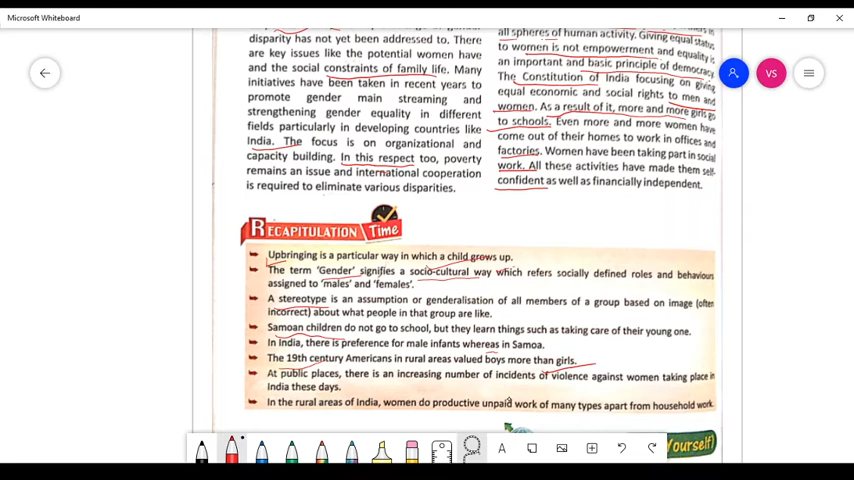 Microsoft Whiteboard
disparity has not yet been addressed to. There
are key issues like the potential women have
and the social constraints of family life. Many
initiatives have been taken in recent years to
promote gender main streaming and
strengthening gender equality in different
fields particularly in developing countries like
India. The focus is on organizational and
capacity building. In this respect too, poverty
remains an issue and international cooperation
is required to eliminate various disparities.
all spheres of human activity. Giving equal status
to women is not empowerment and equality is
an important and basic principle of democracy
The Constitution of India focusing on giving
equal economic and social rights to men and
women. As a result of it, more and more girls go
to schools. Even more and more women have
come out of their homes to work in offices and
factories. Women have been taking part in social
work. All these activities have made them self-
confident as well as financially independent.
VS
RECAPITULATION Time
Upbringing is a particular way in which a child grows up.
The term 'Gender' signifies a socio-cultural way which refers socially defined roles and behaviours
assigned to 'males' and 'females'.
A stereotype is an assumption or genderalisation of all members of a group based on image (often
incorrect) about what people in that group are like.
Samoan children do not go to school, but they learn things such as taking care of their young one.
In India, there is preference for male infants whereas in Samoa.
The 19th century Americans in rural areas valued boys more than girls.
At public places, there is an increasing number of incidents of violence against women taking place in
India these days.
In the rural areas of India, women do productive unpaid work of many types apart from household work.
Yourself)
A